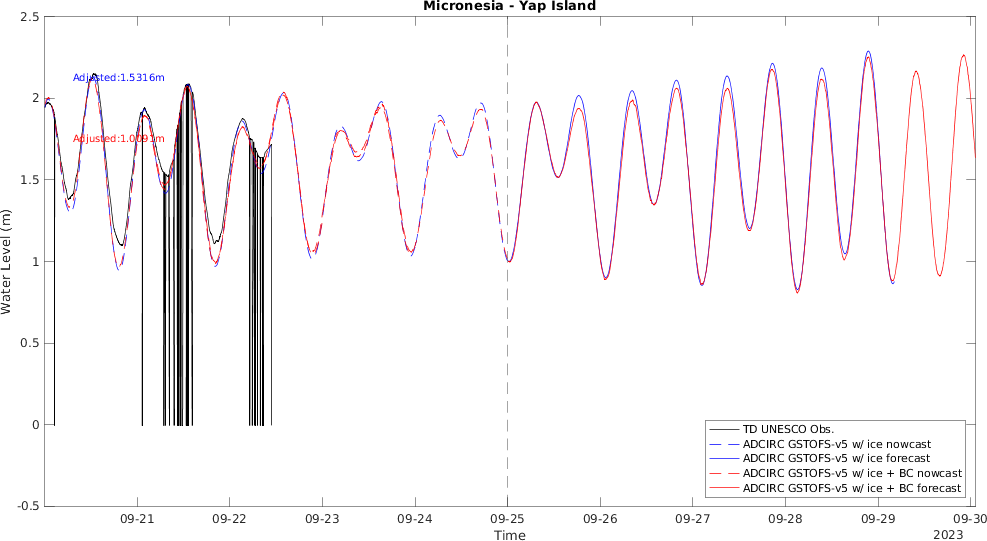 Micronesia - Yap Island
2.5
2
1.5
1
0.5
0
-0.5
Water Level (m)
Adjusted:1.5316m
09-21
09-22
09-23
09-24
09-25
09-26
09-27
09-28
09-29
09-30
2023
Time
TD UNESCO Obs.
ADCIRC GSTOFS-v5 w/ ice nowcast
ADCIRC GSTOFS-v5 w/ ice forecast
ADCIRC GSTOFS-v5 w/ ice + BC nowcast
ADCIRC GSTOFS-v5 w/ ice + BC forecast